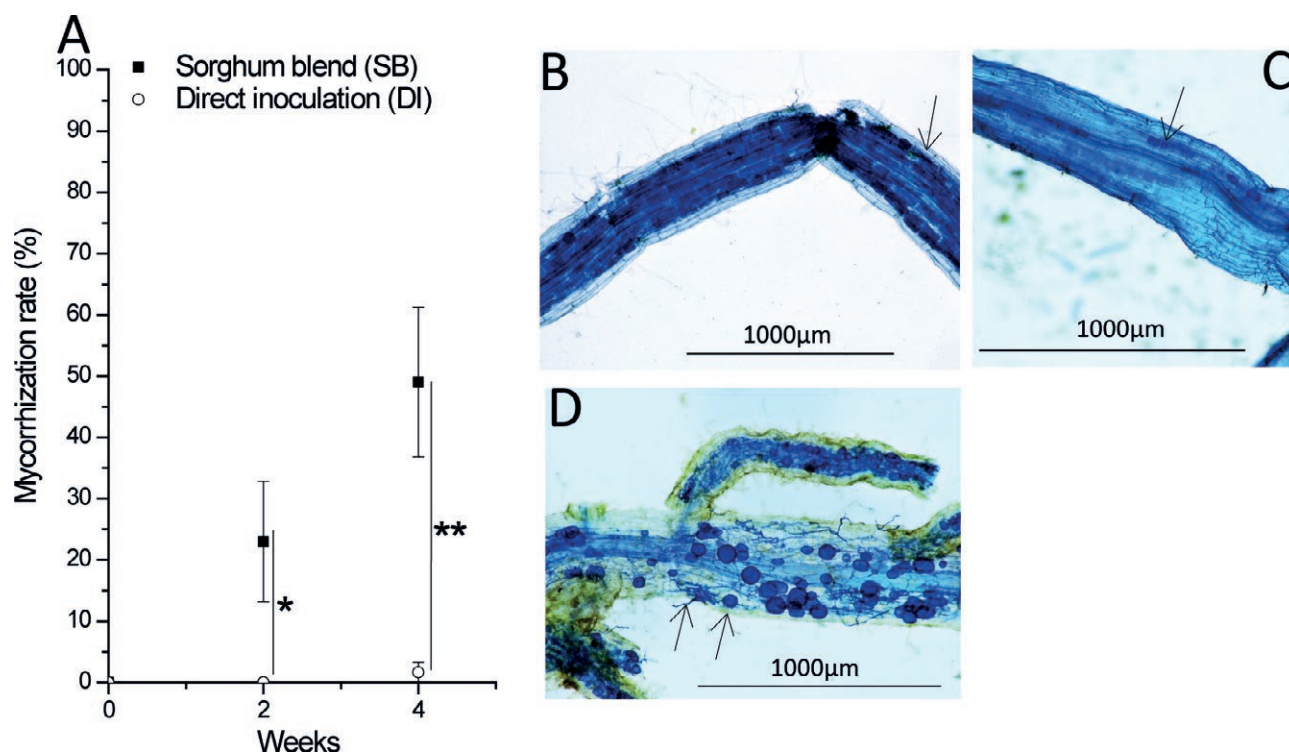 A
Sorghum blend (SB)
Direct inoculation (DI)
100
90
80
70
60
50
40
30
20
10
0
Mycorrhization rate (%)
*
**
0
2
4
Weeks
B
1000µm
C
1000µm
D
1000µm